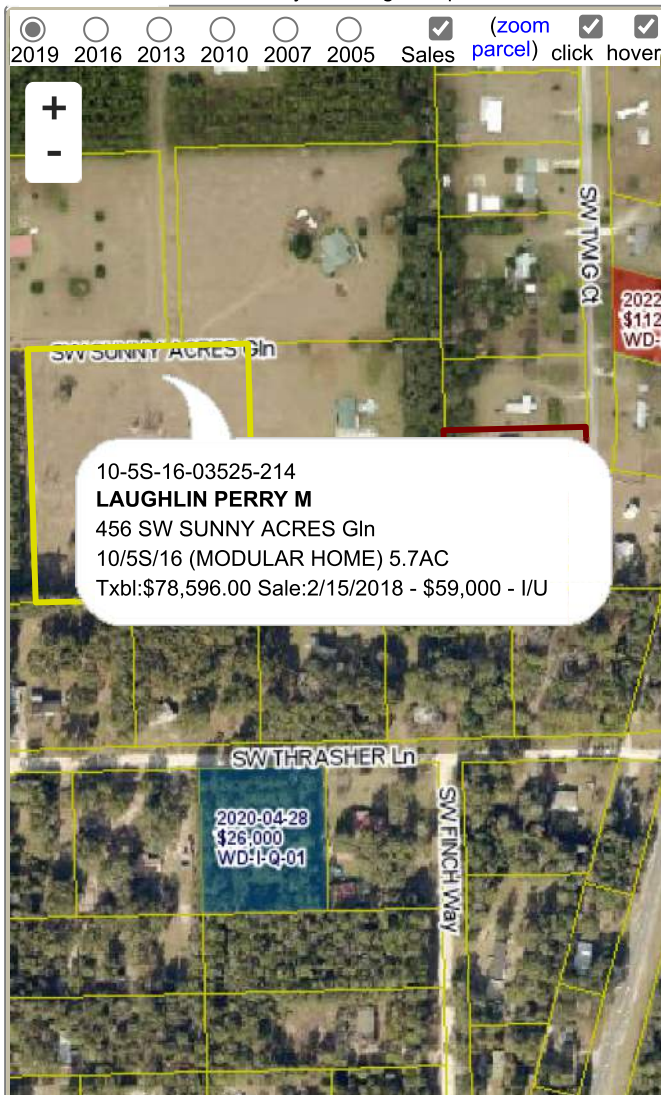 2019 2016 2013 2010 2007 2005 Sales (zoom parcel) click hover
+
-
SW TWIG Ct
2022
$112
WD-
SW SUNNY ACRES Gln
10-5S-16-03525-214
LAUGHLIN PERRY M
456 SW SUNNY ACRES Gln
10/5S/16 (MODULAR HOME) 5.7AC
Txbl:$78,596.00 Sale:2/15/2018 - $59,000 - I/U
SW THRASHER Ln
2020-04-28
$26,000
WD-I-Q-01
SW FINCH Way